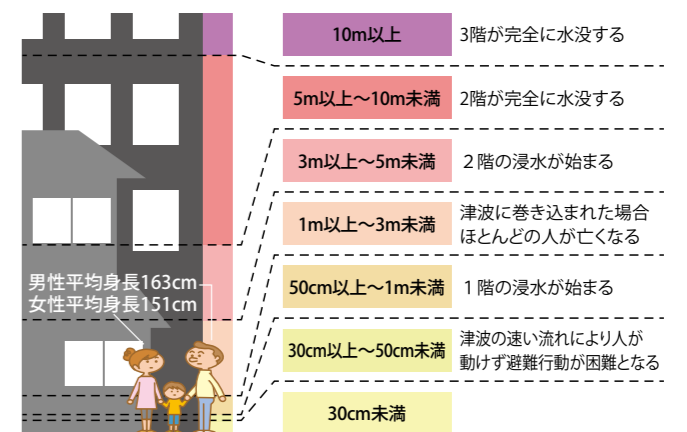 10m以上
3階が完全に水没する
5m以上～10m未満
2階が完全に水没する
3m以上～5m未満
２階の浸水が始まる
1m以上～3m未満
津波に巻き込まれた場合
ほとんどの人が亡くなる
男性平均身長163cm
女性平均身長151cm
50cm以上～1m未満
１階の浸水が始まる
30cm以上～50cm未満
津波の速い流れにより人が
動けず避難行動が困難となる
30cm未満